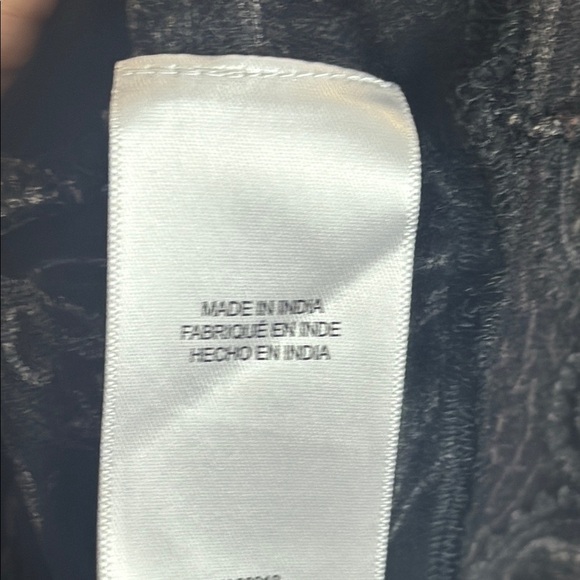 MADE IN INDIA
FABRIQUÉ EN INDE
HECHO EN INDIA